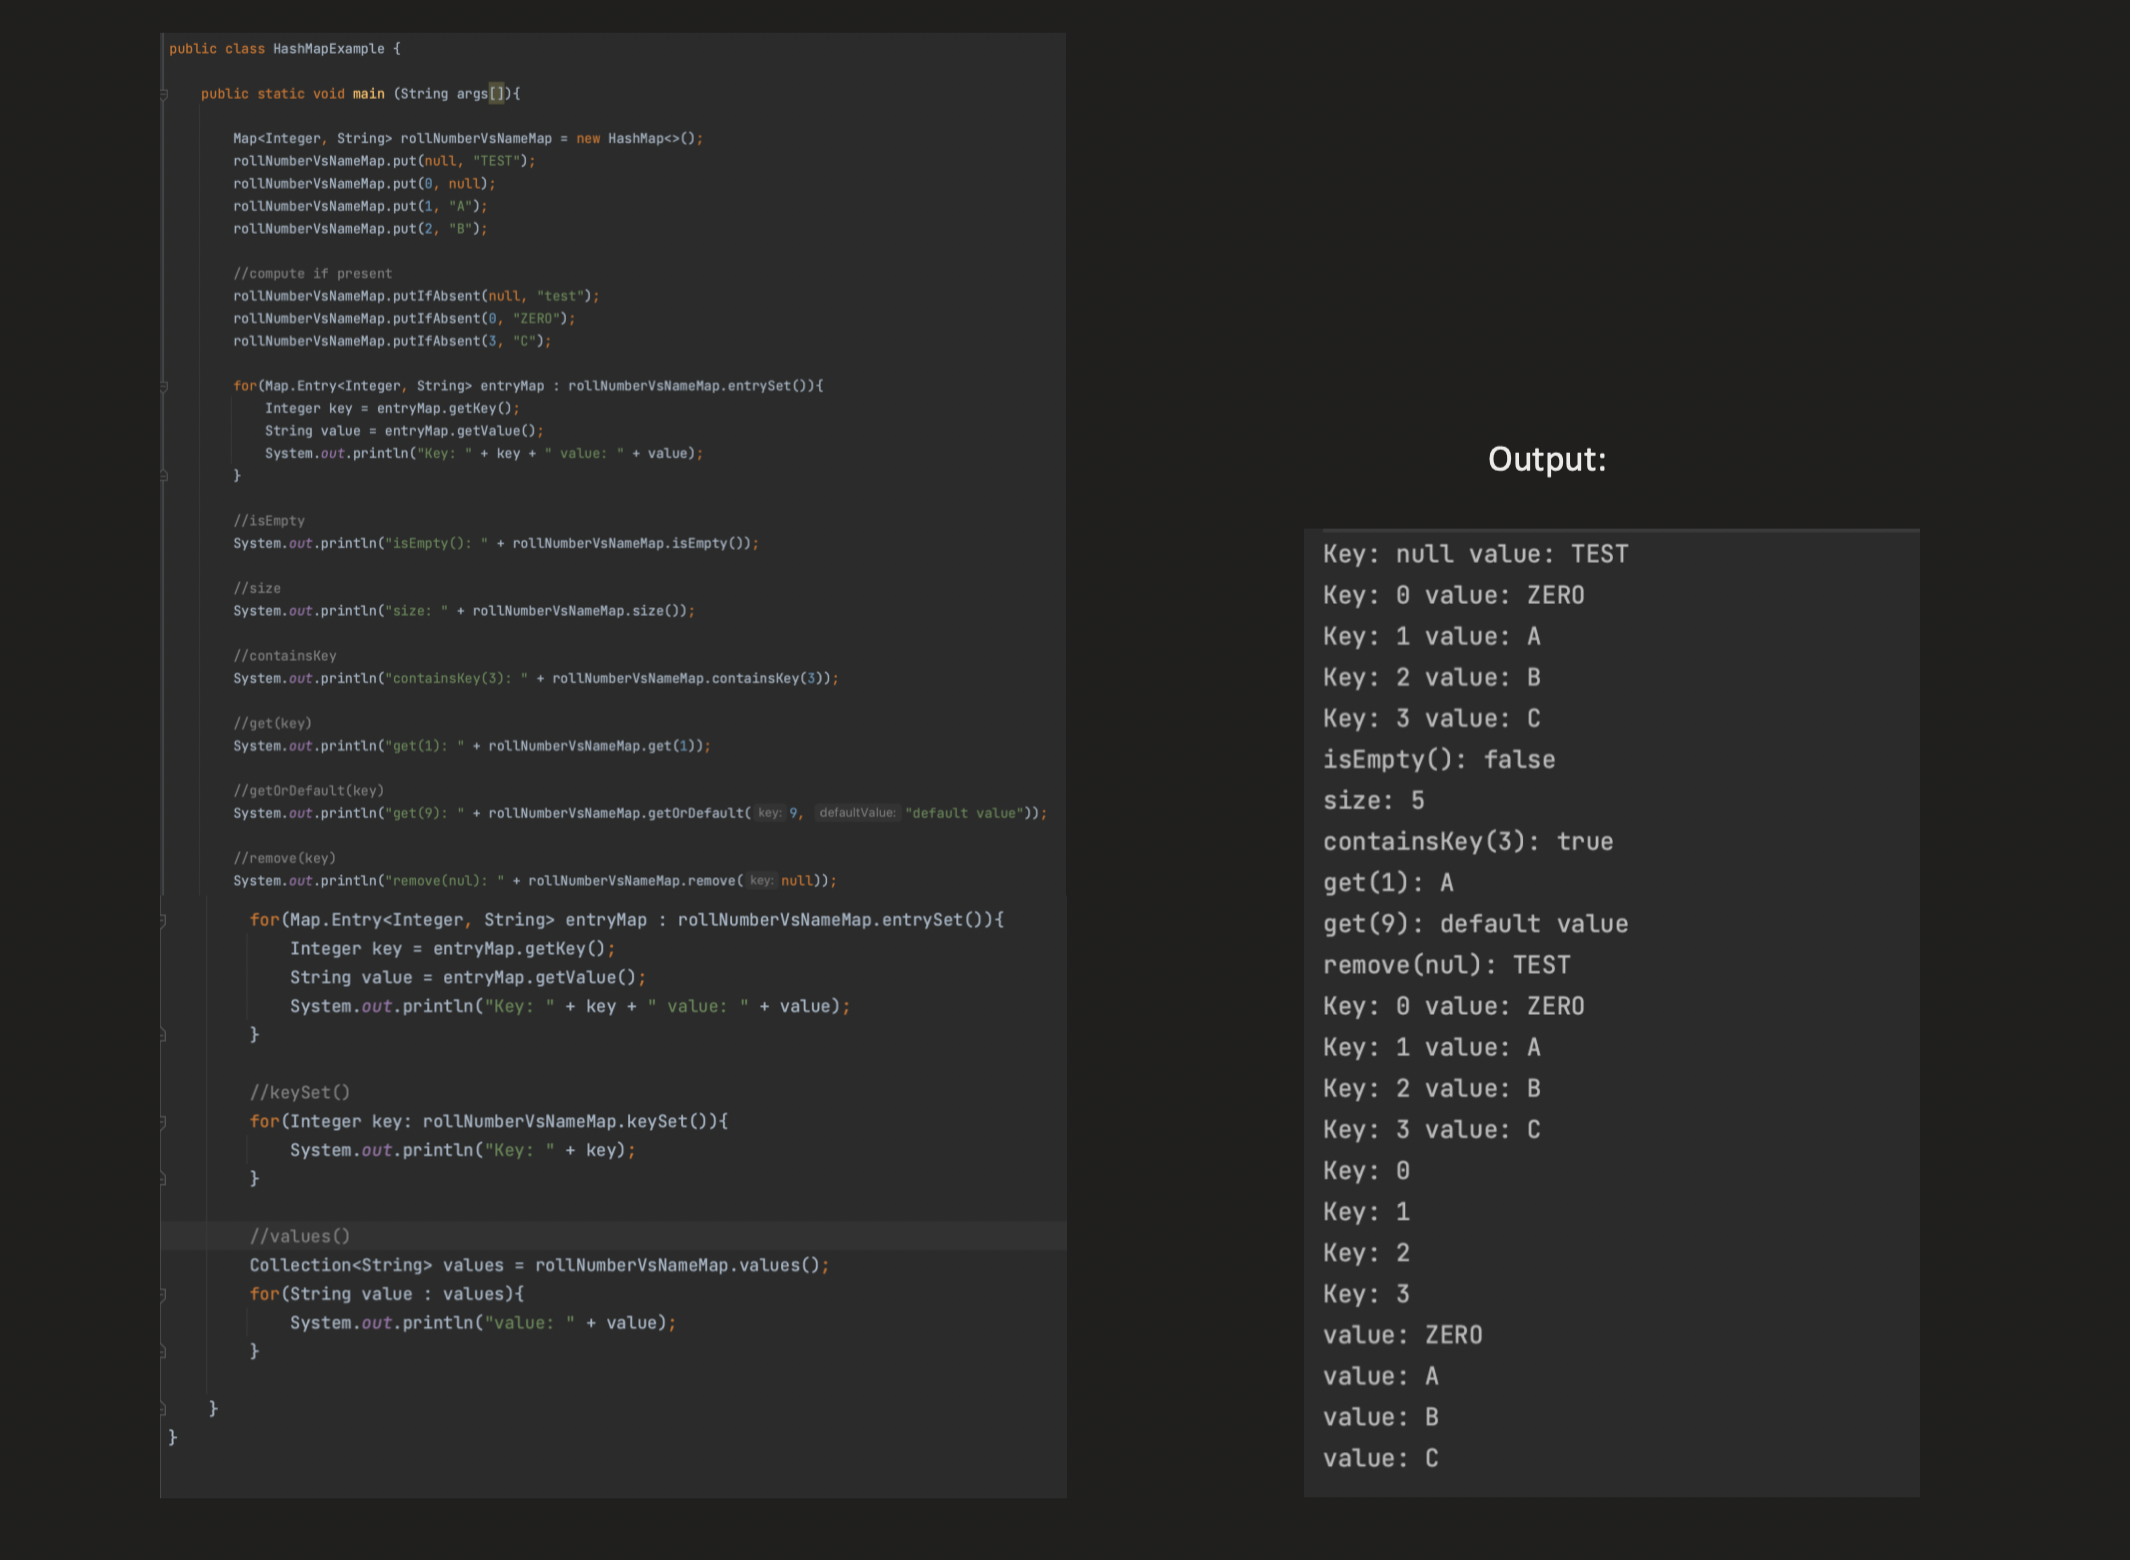 public class HashMapExample {
public static void main (String args[]){
Map<Integer, String> rollNumberVsNameMap = new HashMap<>();
rollNumberVsNameMap.put(null, "TEST");
rollNumberVsNameMap.put(0, null);
rollNumberVsNameMap.put(1, "A");
rollNumberVsNameMap.put(2, "B");
//compute if present
rollNumberVsNameMap.putIfAbsent(null, "test");
rollNumberVsNameMap.putIfAbsent(0, "ZERO");
rollNumberVsNameMap.putIfAbsent(3, "C");
for(Map.Entry<Integer, String> entryMap : rollNumberVsNameMap.entrySet()){
Integer key = entryMap.getKey();
String value = entryMap.getValue();
System.out.println("Key: " + key + " value: " + value);
}
//isEmpty
System.out.println("isEmpty(): " + rollNumberVsNameMap.isEmpty());
//size
System.out.println("size: " + rollNumberVsNameMap.size());
//containsKey
System.out.println("containsKey(3): " + rollNumberVsNameMap.containsKey(3));
//get(key)
System.out.println("get(1): " + rollNumberVsNameMap.get(1));
//getOrDefault(key)
System.out.println("get(9): " + rollNumberVsNameMap.getOrDefault( key: 9, defaultValue: "default value"));
//remove(key)
System.out.println("remove(nul): " + rollNumberVsNameMap.remove( key: null));
for(Map.Entry<Integer, String> entryMap : rollNumberVsNameMap.entrySet()){
Integer key = entryMap.getKey();
String value = entryMap.getValue();
System.out.println("Key: " + key + " value: " + value);
}
//keySet()
for(Integer key: rollNumberVsNameMap.keySet()){
System.out.println("Key: " + key);
}
//values()
Collection<String> values = rollNumberVsNameMap.values();
for(String value : values){
System.out.println("value: " + value);
}
}
}
Output:
Key: null value: TEST
Key: 0 value: ZERO
Key: 1 value: A
Key: 2 value: B
Key: 3 value: C
isEmpty(): false
size: 5
containsKey(3): true
get(1): A
get(9): default value
remove(nul): TEST
Key: 0 value: ZERO
Key: 1 value: A
Key: 2 value: B
Key: 3 value: C
Key: 0
Key: 1
Key: 2
Key: 3
value: ZERO
value: A
value: B
value: C